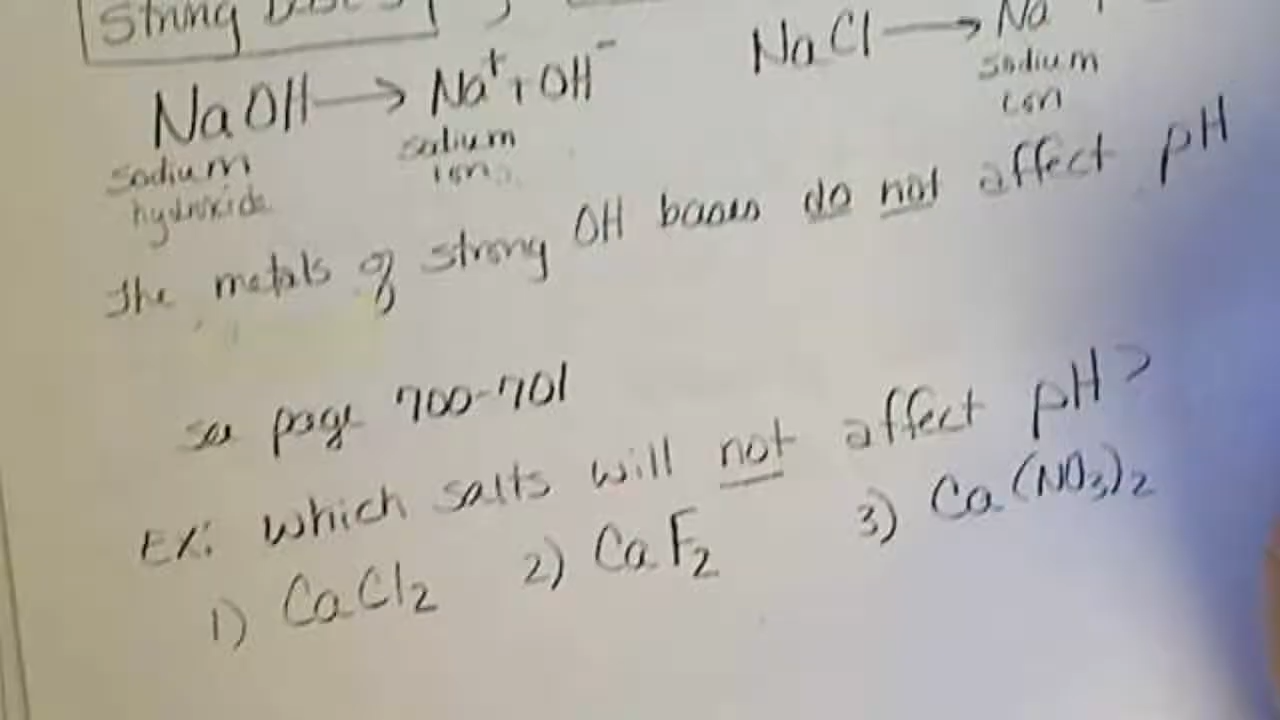 Strong
NaOH → Na⁺ + OH⁻
sodium hydroxide
sodium ion
NaCl → Na
sodium ion
The metals of strong OH bases do not affect pH
see page 700-701
EX: which salts will not affect pH?
1) CaCl₂ 2) CaF₂ 3) Ca(NO₃)₂